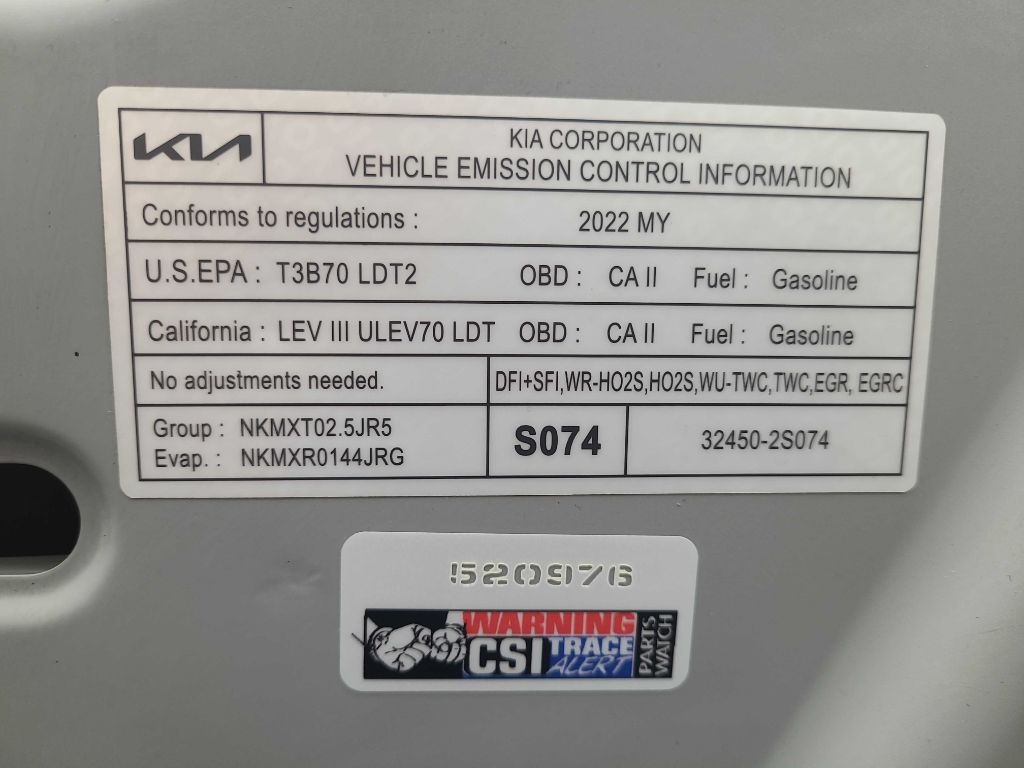 KIA
KIA CORPORATION
VEHICLE EMISSION CONTROL INFORMATION
Conforms to regulations : 2022 MY
U.S.EPA : T3B70 LDT2 OBD : CA II Fuel : Gasoline
California : LEV III ULEV70 LDT OBD : CA II Fuel : Gasoline
No adjustments needed. DFI+SFI,WR-HO2S,HO2S,WU-TWC,TWC,EGR, EGRC
Group : NKMXT02.5JR5
Evap. : NKMXR0144JRG
S074
32450-2S074
520976
WARNING
CSI TRACE
ALERT
PARTS
WATCH